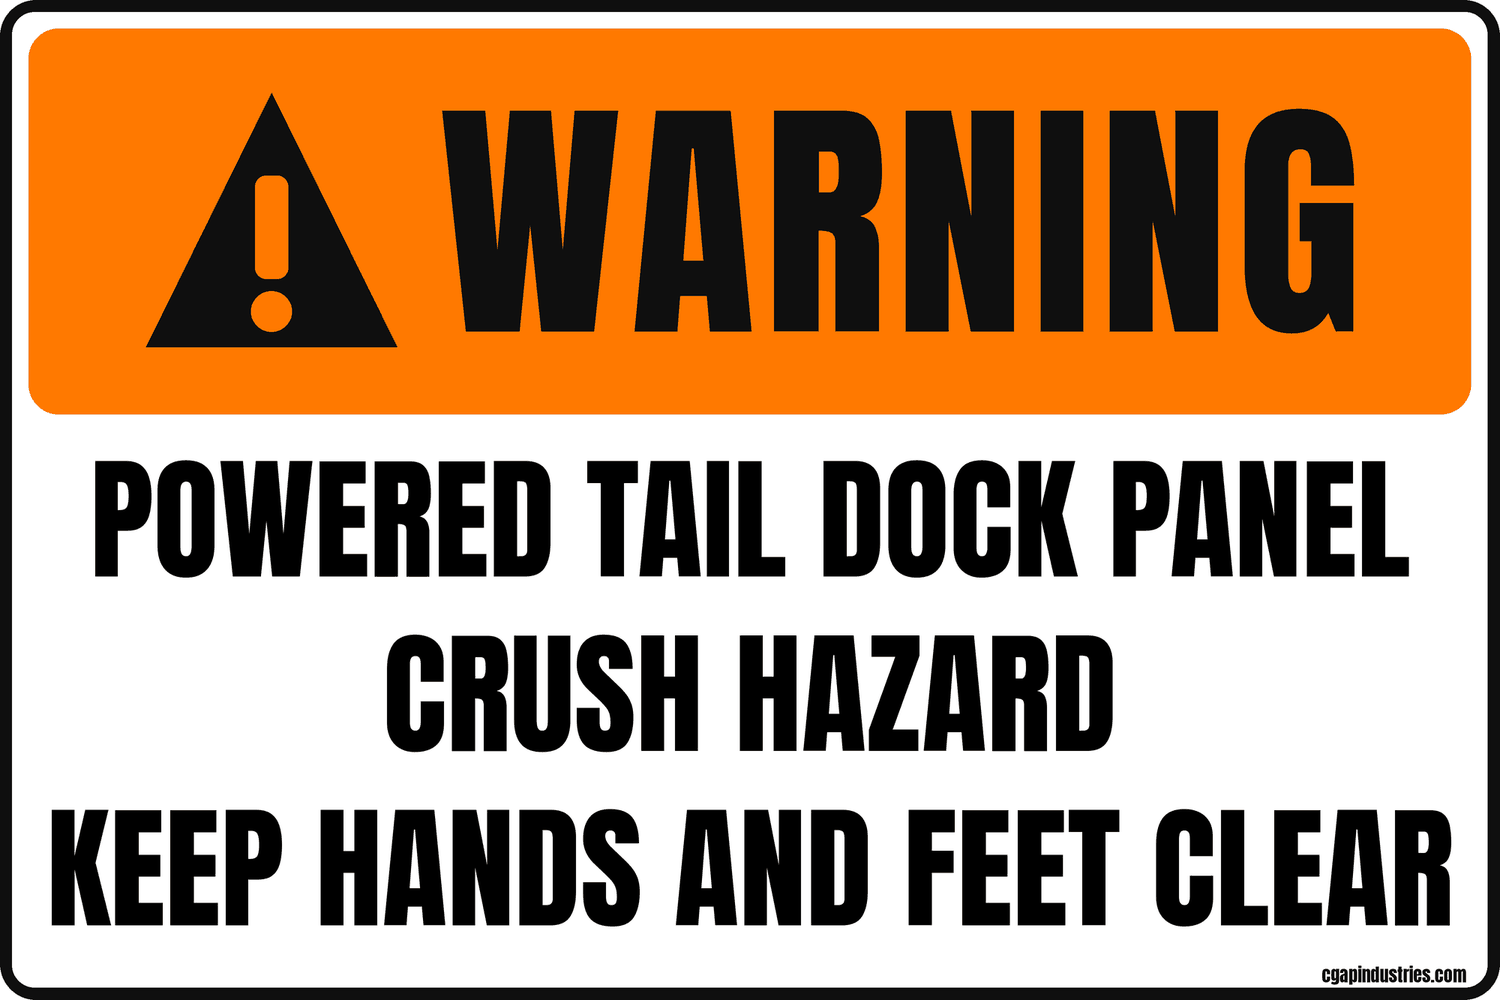 WARNING
POWERED TAIL DOCK PANEL
CRUSH HAZARD
KEEP HANDS AND FEET CLEAR
cgapindustries.com